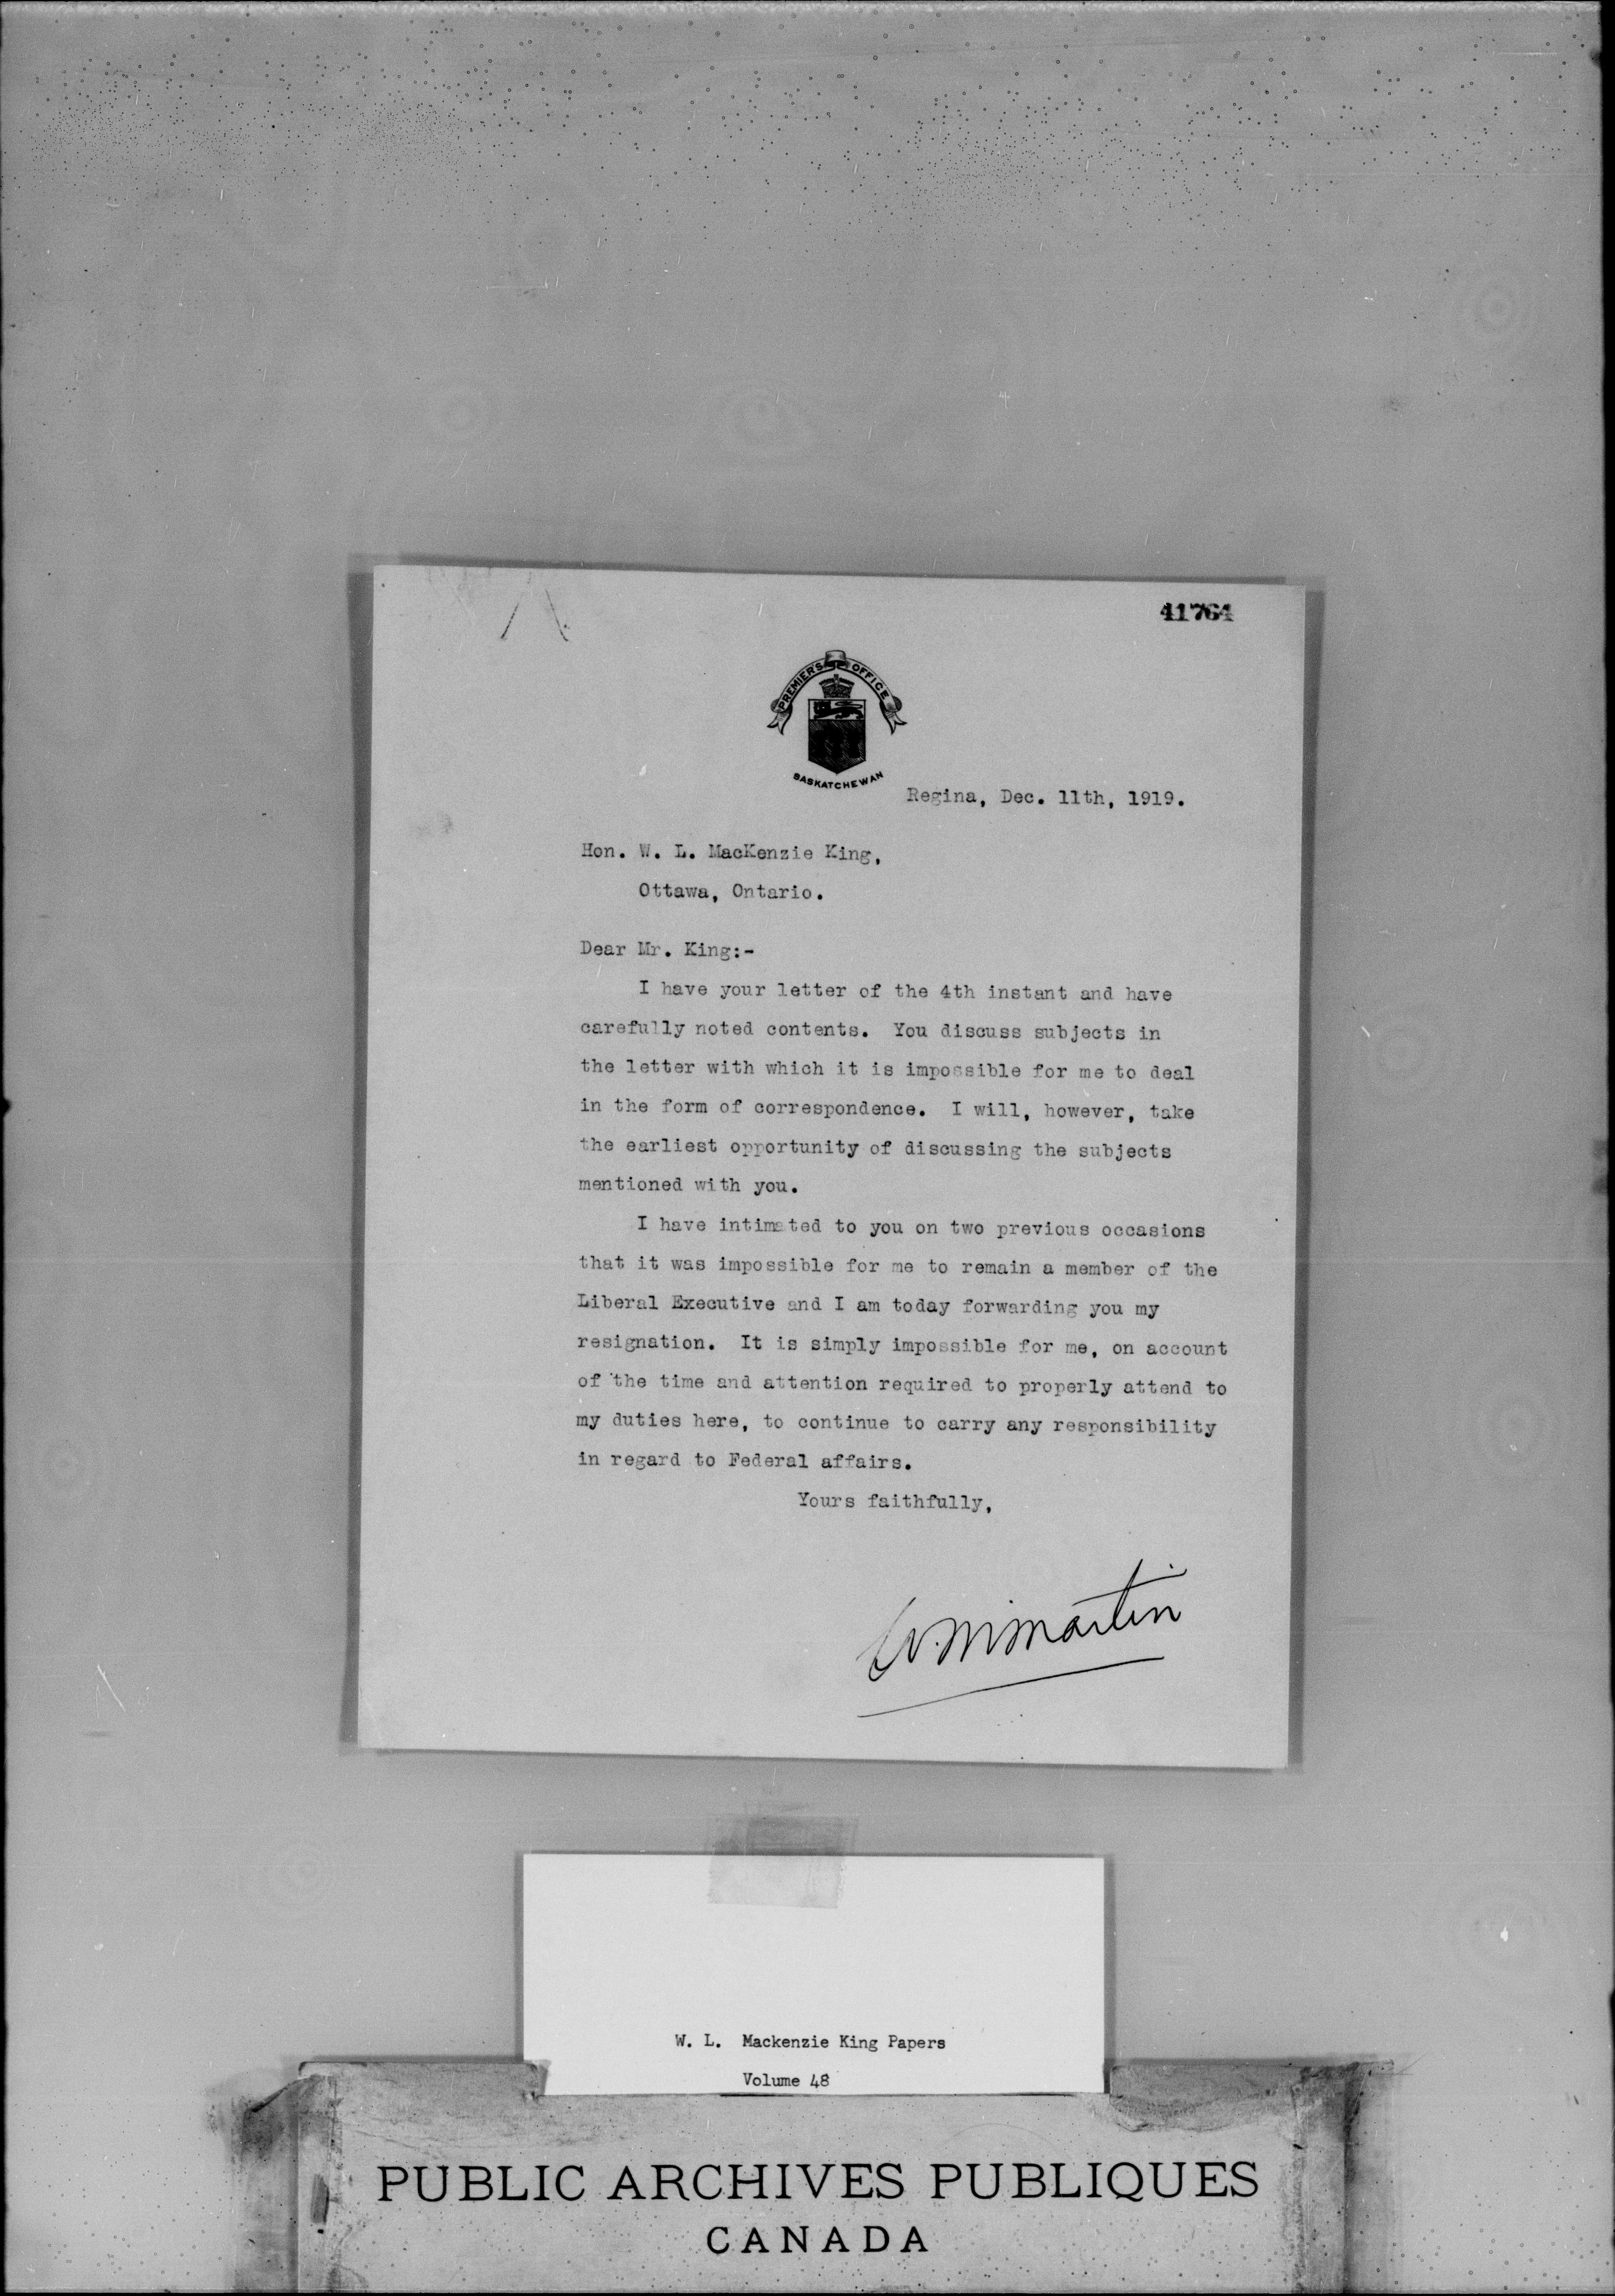 41764
PREMIER'S OFFICE
SASKATCHEWAN
Regina, Dec. 11th, 1919.
Hon. W. L. MacKenzie King,
Ottawa, Ontario.
Dear Mr. King:-
I have your letter of the 4th instant and have
carefully noted contents. You discuss subjects in
the letter with which it is impossible for me to deal
in the form of correspondence. I will, however, take
the earliest opportunity of discussing the subjects
mentioned with you.
I have intimated to you on two previous occasions
that it was impossible for me to remain a member of the
Liberal Executive and I am today forwarding you my
resignation. It is simply impossible for me, on account
of the time and attention required to properly attend to
my duties here, to continue to carry any responsibility
in regard to Federal affairs.
Yours faithfully,
W. M. Martin
W. L. Mackenzie King Papers
Volume 48
PUBLIC ARCHIVES PUBLIQUES
CANADA